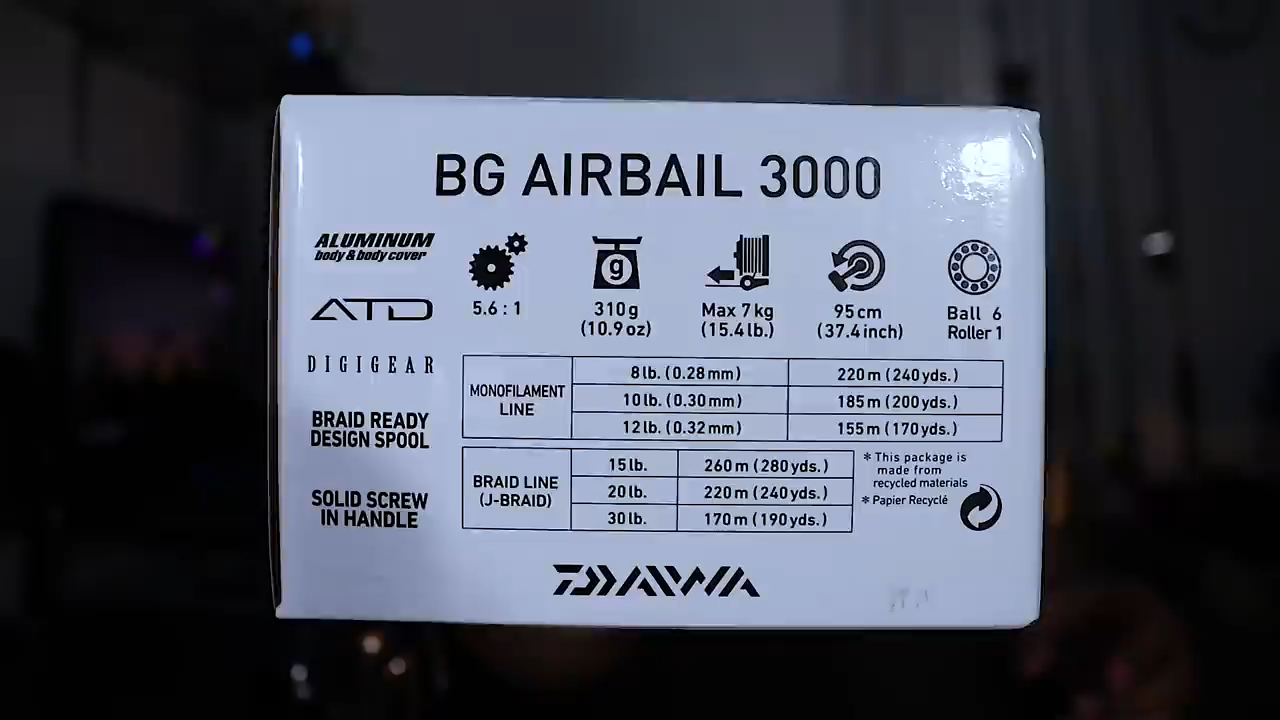 BG AIRBAIL 3000
ALUMINUM
body & body cover
ATD
DIGIGEAR
BRAID READY
DESIGN SPOOL
SOLID SCREW
IN HANDLE
5.6 : 1
g
310g
(10.9oz)
Max 7kg
(15.4lb.)
95cm
(37.4inch)
Ball 6
Roller 1
MONOFILAMENT
LINE
8lb. (0.28mm) 220m (240yds.)
10lb. (0.30mm) 185m (200yds.)
12lb. (0.32mm) 155m (170yds.)
BRAID LINE
(J-BRAID)
15lb. 260m (280yds.)
20lb. 220m (240yds.)
30lb. 170m (190yds.)
* This package is
made from
recycled materials
* Papier Recyclé
DAIWA